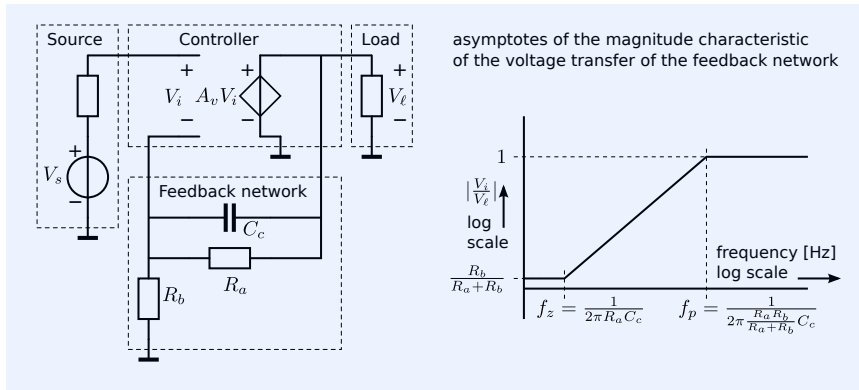 Source
Controller
Load
+
V_i
−
A_v V_i
+
−
+
V_ℓ
−
V_s
+
−
Feedback network
C_c
R_a
R_b
asymptotes of the magnitude characteristic
of the voltage transfer of the feedback network
1
|V_i/V_ℓ|
log
scale
R_b/(R_a+R_b)
frequency [Hz]
log scale
f_z = 1/(2πR_aC_c)
f_p = 1/(2π (R_aR_b)/(R_a+R_b) C_c)